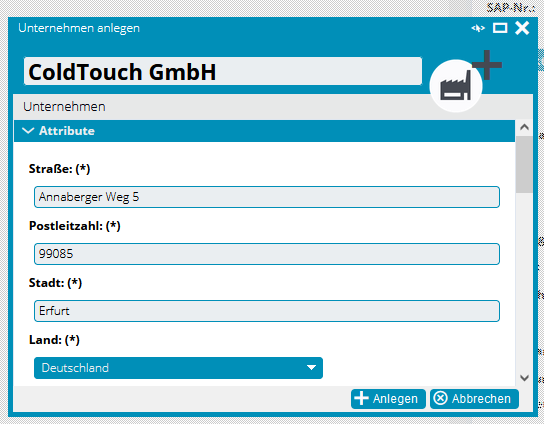 SAP-Nr.:
Unternehmen anlegen
ColdTouch GmbH
Unternehmen
Attribute
Straße: (*)
Annaberger Weg 5
Postleitzahl: (*)
99085
Stadt: (*)
Erfurt
Land: (*)
Deutschland
Anlegen Abbrechen